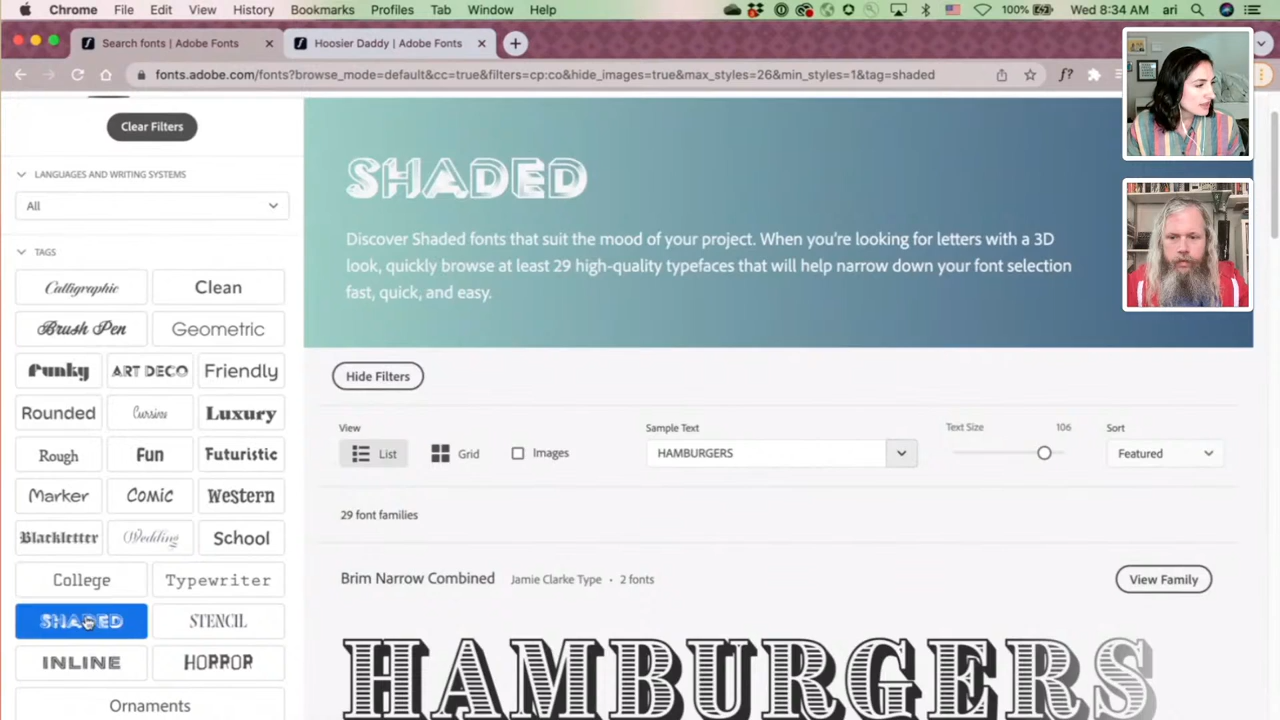 Chrome File Edit View History Bookmarks Profiles Tab Window Help 100% Wed 8:34 AM ari
Search fonts | Adobe Fonts
Hoosier Daddy | Adobe Fonts
fonts.adobe.com/fonts?browse_mode=default&cc=true&filters=cp:co&hide_images=true&max_styles=26&min_styles=1&tag=shaded
f?
Clear Filters
LANGUAGES AND WRITING SYSTEMS
All
TAGS
Calligraphic Clean
Brush Pen Geometric
Funky ART DECO Friendly
Rounded Cursive Luxury
Rough Fun Futuristic
Marker Comic Western
Blackletter Wedding School
College Typewriter
SHADED STENCIL
INLINE HORROR
Ornaments
SHADED
Discover Shaded fonts that suit the mood of your project. When you're looking for letters with a 3D
look, quickly browse at least 29 high-quality typefaces that will help narrow down your font selection
fast, quick, and easy.
Hide Filters
View Sample Text Text Size 106 Sort
List Grid Images HAMBURGERS Featured
29 font families
Brim Narrow Combined Jamie Clarke Type • 2 fonts View Family
HAMBURGERS